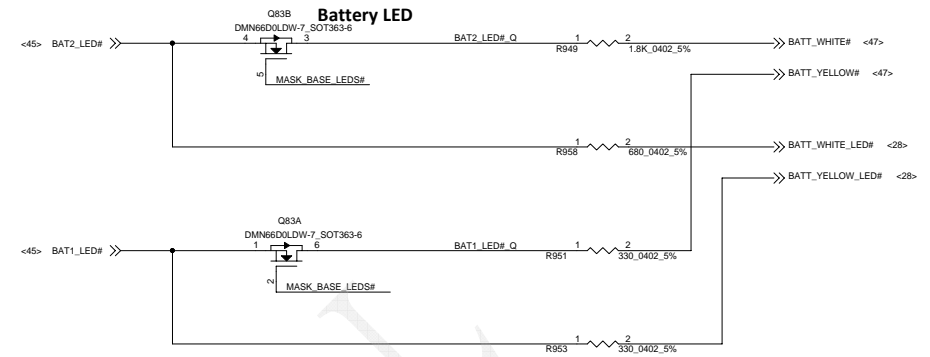 Battery LED
Q83B
DMN66D0LDW-7_SOT363-6
<45> BAT2_LED#
4
3
BAT2_LED#_Q
1
2
R949
1.8K_0402_5%
BATT_WHITE# <47>
5
MASK_BASE_LEDS#
BATT_YELLOW# <47>
1
2
R958
680_0402_5%
BATT_WHITE_LED# <28>
BATT_YELLOW_LED# <28>
Q83A
DMN66D0LDW-7_SOT363-6
<45> BAT1_LED#
1
6
BAT1_LED#_Q
1
2
R951
330_0402_5%
2
MASK_BASE_LEDS#
1
2
R953
330_0402_5%